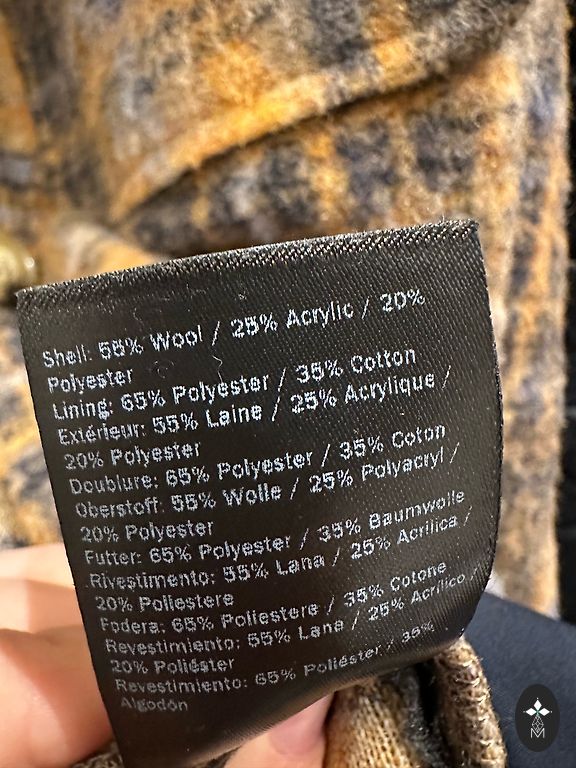 Shell: 55% Wool / 25% Acrylic / 20%
Polyester
Lining: 65% Polyester / 35% Cotton
Extérieur: 55% Laine / 25% Acrylique /
20% Polyester
Doublure: 65% Polyester / 35% Coton
Oberstoff: 55% Wolle / 25% Polyacryl /
20% Polyester
Futter: 65% Polyester / 35% Baumwolle
Rivestimento: 55% Lana / 25% Acrilica /
20% Poliestere
Fodera: 65% Poliestere / 35% Cotone
Revestimiento: 55% Lana / 25% Acrílico /
20% Poliéster
Revestimiento: 65% Poliéster / 35%
Algodón
M